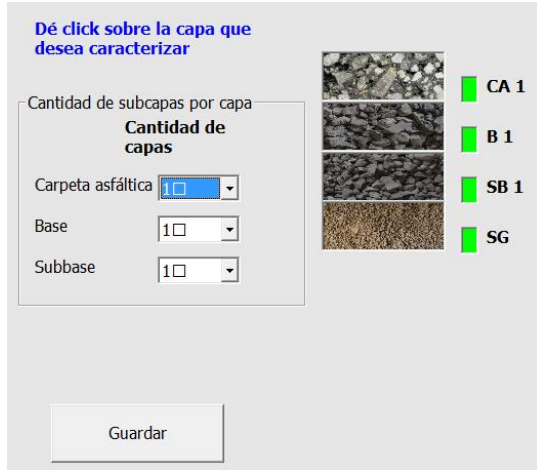 Dé click sobre la capa que
desea caracterizar
Cantidad de subcapas por capa
Cantidad de
capas
Carpeta asfáltica 1□
Base 1□
Subbase 1□
CA 1
B 1
SB 1
SG
Guardar